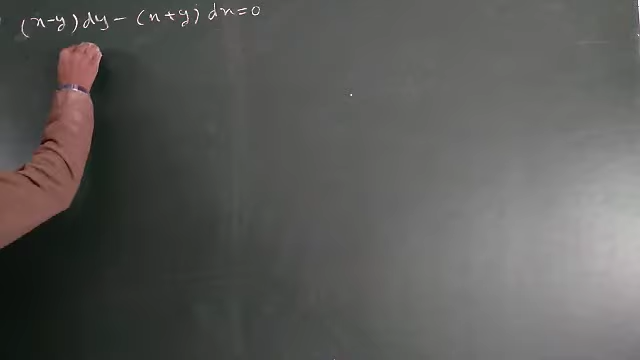 (x-y) dy - (x+y) dx = 0